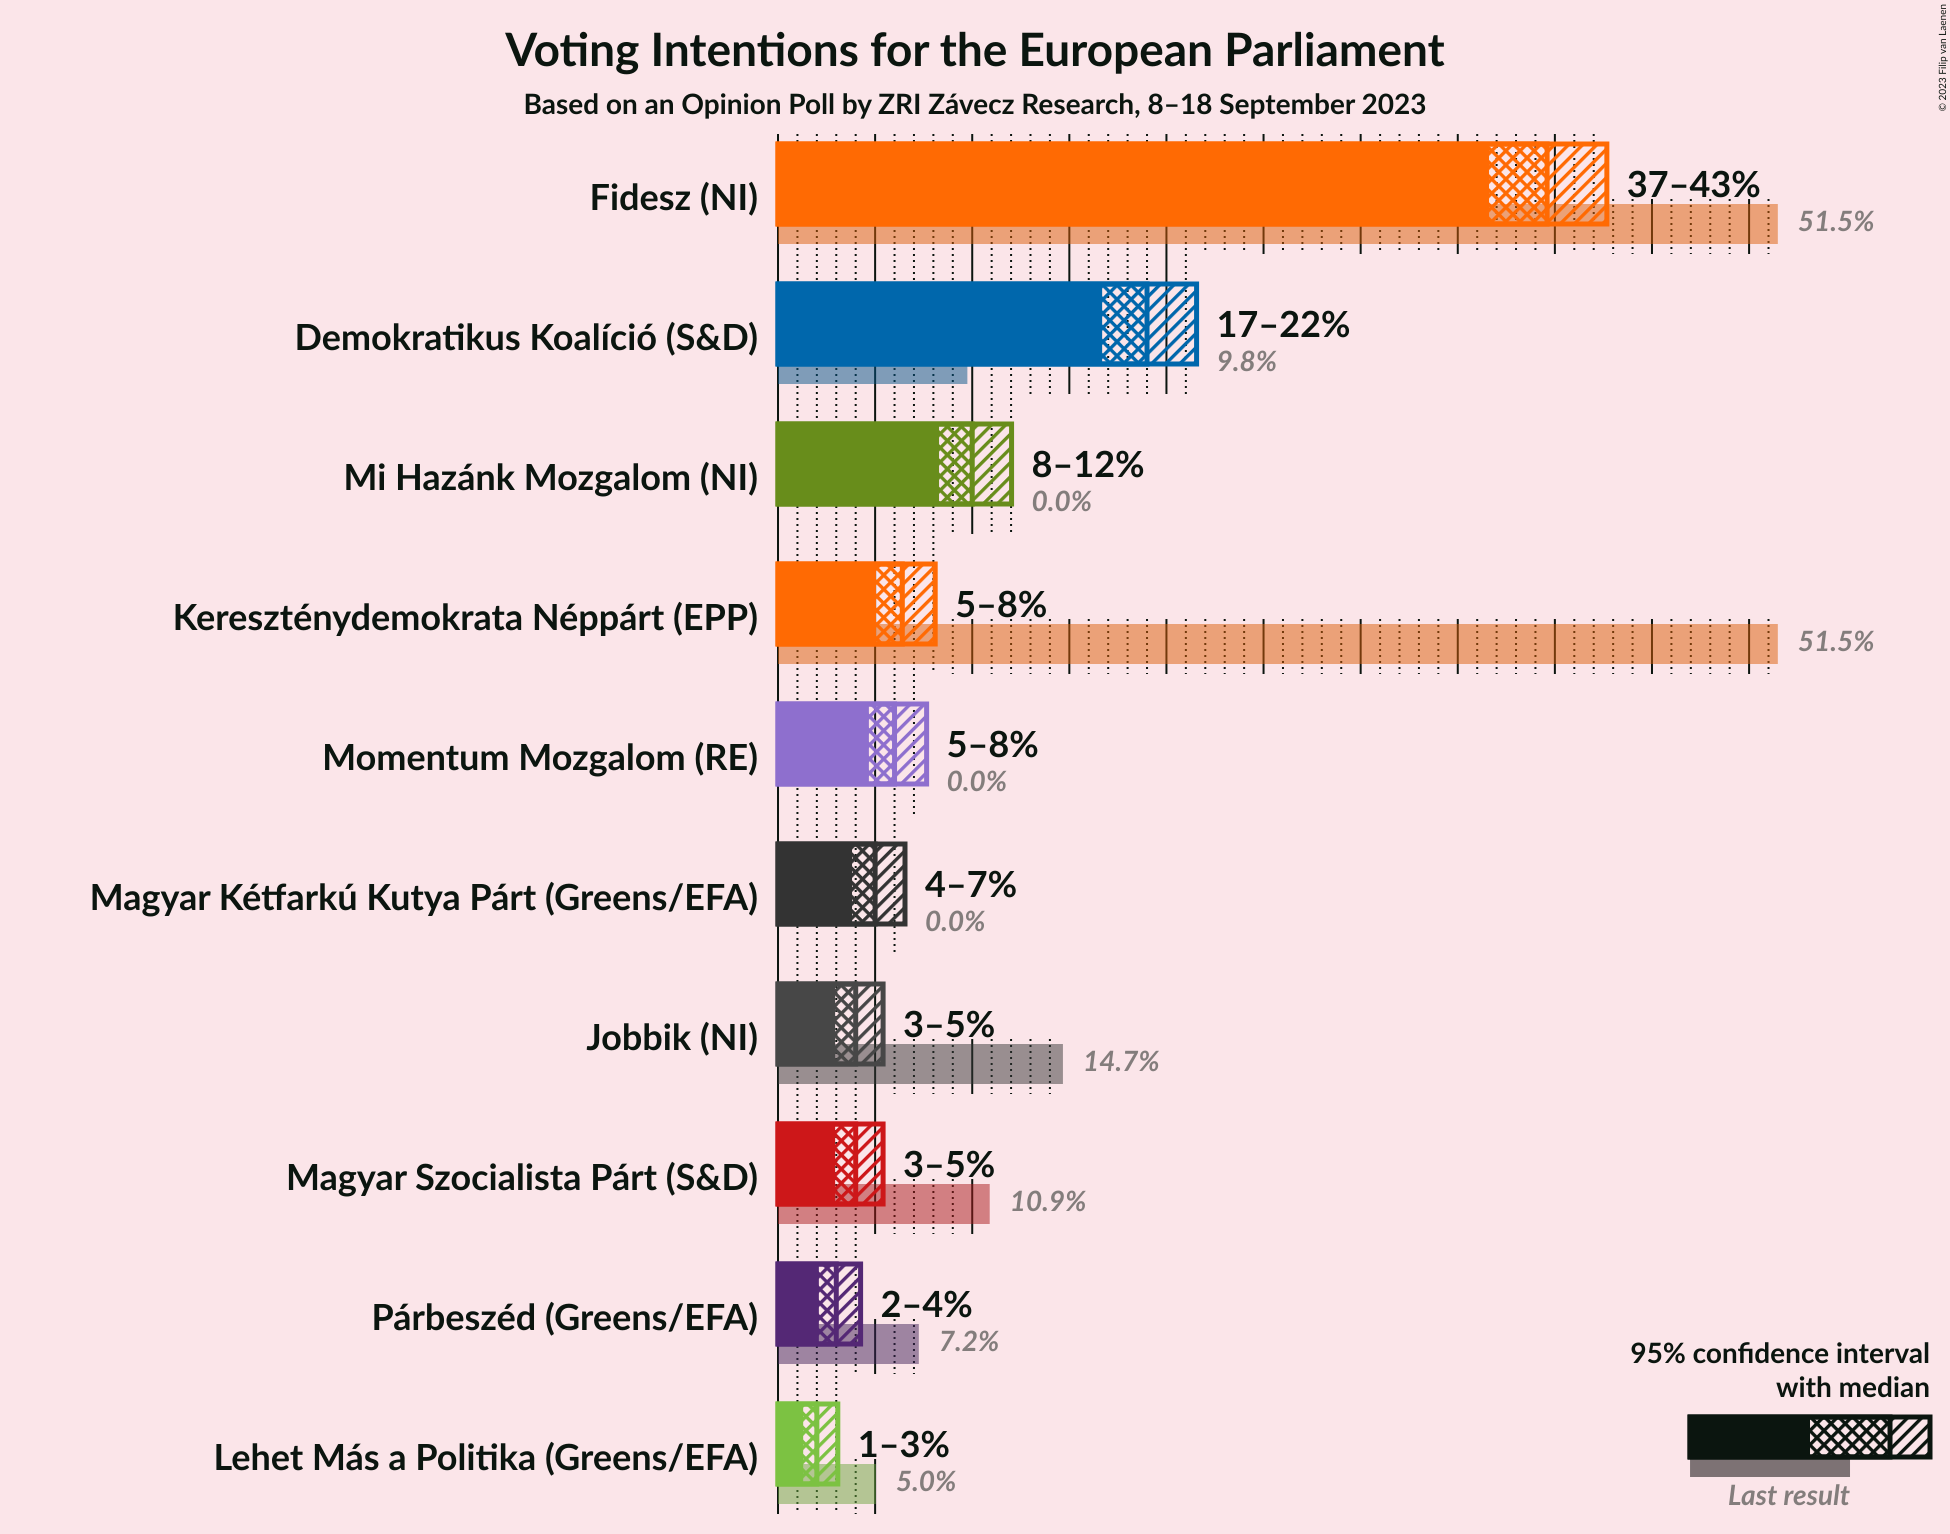 Voting Intentions for the European Parliament
Based on an Opinion Poll by ZRI Závecz Research, 8–18 September 2023
© 2023 Filip van Laenen
Fidesz (NI)
37–43%
51.5%
Demokratikus Koalíció (S&D)
17–22%
9.8%
Mi Hazánk Mozgalom (NI)
8–12%
0.0%
Kereszténydemokrata Néppárt (EPP)
5–8%
51.5%
Momentum Mozgalom (RE)
5–8%
0.0%
Magyar Kétfarkú Kutya Párt (Greens/EFA)
4–7%
0.0%
Jobbik (NI)
3–5%
14.7%
Magyar Szocialista Párt (S&D)
3–5%
10.9%
Párbeszéd (Greens/EFA)
2–4%
7.2%
Lehet Más a Politika (Greens/EFA)
1–3%
5.0%
95% confidence interval
with median
Last result